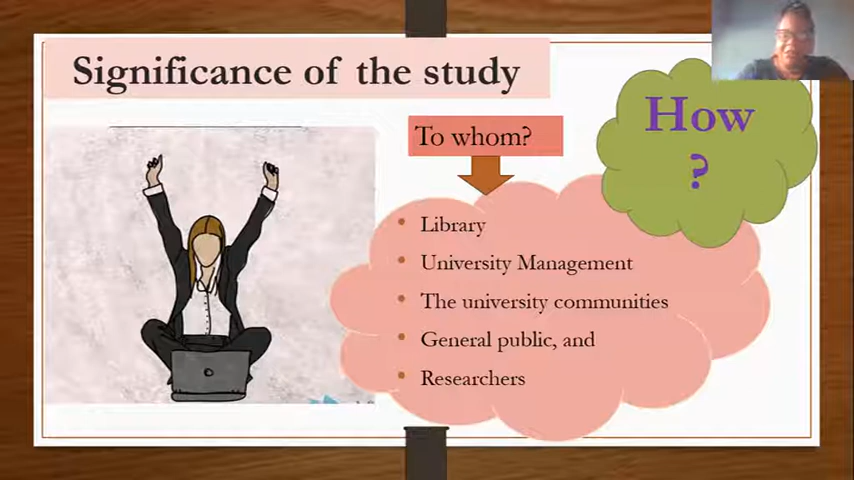 Significance of the study
To whom?
How
?
• Library
• University Management
• The university communities
• General public, and
• Researchers